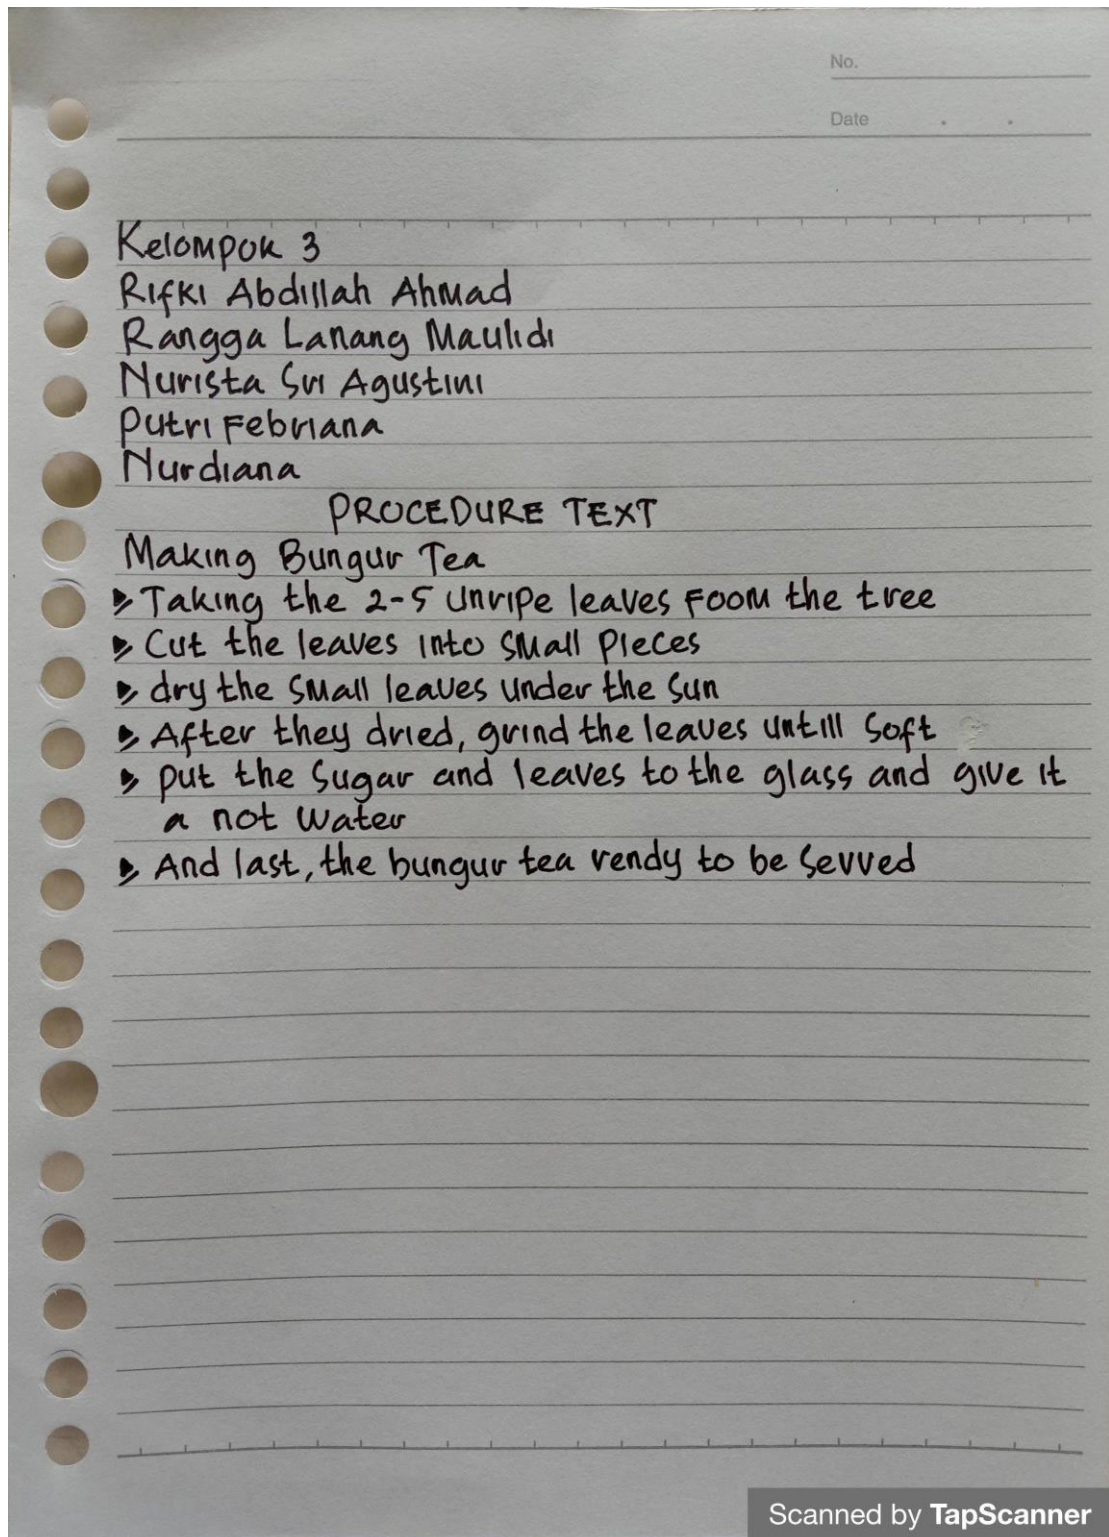 No.
Date
Kelompok 3
Rifki Abdillah Ahmad
Rangga Lanang Maulidi
Nurista Sri Agustini
Putri Febriana
Nurdiana
PROCEDURE TEXT
Making Bungur Tea
Taking the 2-5 unripe leaves foom the tree
Cut the leaves into small pieces
dry the small leaves under the sun
After they dried, grind the leaves untill soft
put the sugar and leaves to the glass and give it
a not water
And last, the bungur tea rendy to be served
Scanned by TapScanner